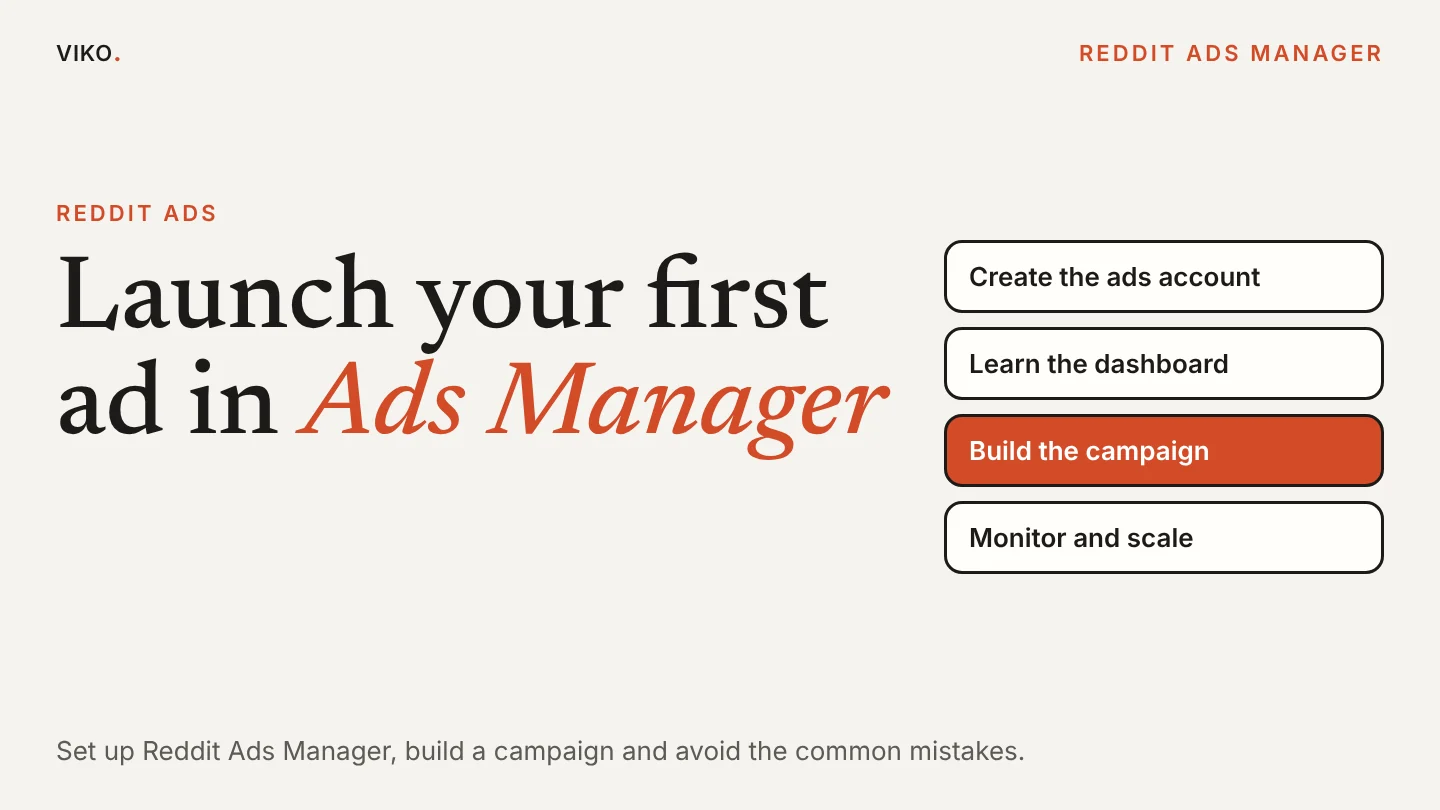 VIKO.
REDDIT ADS MANAGER
REDDIT ADS
Launch your first
ad in Ads Manager
Create the ads account
Learn the dashboard
Build the campaign
Monitor and scale
Set up Reddit Ads Manager, build a campaign and avoid the common mistakes.